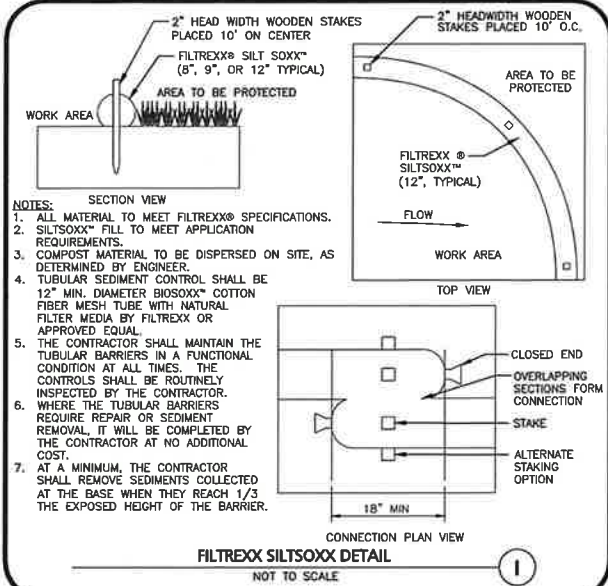 2" HEAD WIDTH WOODEN STAKES
PLACED 10' ON CENTER
FILTREXX® SILT SOXX™
(8", 9", OR 12" TYPICAL)
AREA TO BE PROTECTED
WORK AREA
SECTION VIEW
2" HEADWIDTH WOODEN
STAKES PLACED 10' O.C.
AREA TO BE
PROTECTED
FILTREXX ®
SILTSOXX™
(12", TYPICAL)
FLOW
WORK AREA
TOP VIEW
NOTES:
1. ALL MATERIAL TO MEET FILTREXX® SPECIFICATIONS.
2. SILTSOXX™ FILL TO MEET APPLICATION
REQUIREMENTS.
3. COMPOST MATERIAL TO BE DISPERSED ON SITE, AS
DETERMINED BY ENGINEER.
4. TUBULAR SEDIMENT CONTROL SHALL BE
12" MIN. DIAMETER BIOSOXX™ COTTON
FIBER MESH TUBE WITH NATURAL
FILTER MEDIA BY FILTREXX OR
APPROVED EQUAL.
5. THE CONTRACTOR SHALL MAINTAIN THE
TUBULAR BARRIERS IN A FUNCTIONAL
CONDITION AT ALL TIMES. THE
CONTROLS SHALL BE ROUTINELY
INSPECTED BY THE CONTRACTOR.
6. WHERE THE TUBULAR BARRIERS
REQUIRE REPAIR OR SEDIMENT
REMOVAL, IT WILL BE COMPLETED BY
THE CONTRACTOR AT NO ADDITIONAL
COST.
7. AT A MINIMUM, THE CONTRACTOR
SHALL REMOVE SEDIMENTS COLLECTED
AT THE BASE WHEN THEY REACH 1/3
THE EXPOSED HEIGHT OF THE BARRIER.
CLOSED END
OVERLAPPING
SECTIONS FORM
CONNECTION
STAKE
ALTERNATE
STAKING
OPTION
18" MIN
CONNECTION PLAN VIEW
FILTREXX SILTSOXX DETAIL
NOT TO SCALE
1